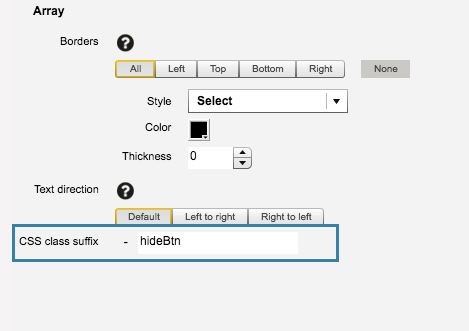 Array
Borders ?
All Left Top Bottom Right None
Style Select
Color
Thickness 0
Text direction ?
Default Left to right Right to left
CSS class suffix - hideBtn